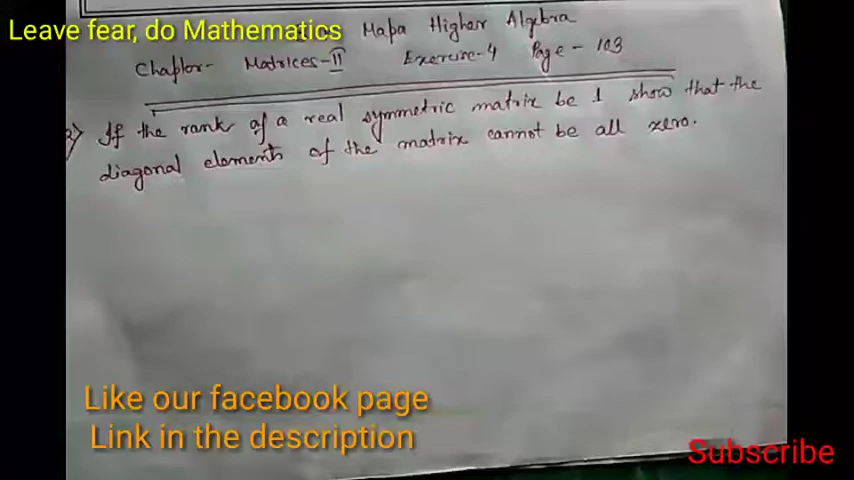 Leave fear, do Mathematics
Mapa Higher Algebra
Chapter- Matrices-II Exercise-4 Page - 103
If the rank of a real symmetric matrix be 1 show that the
diagonal elements of the matrix cannot be all zero.
Like our facebook page
Link in the description
Subscribe